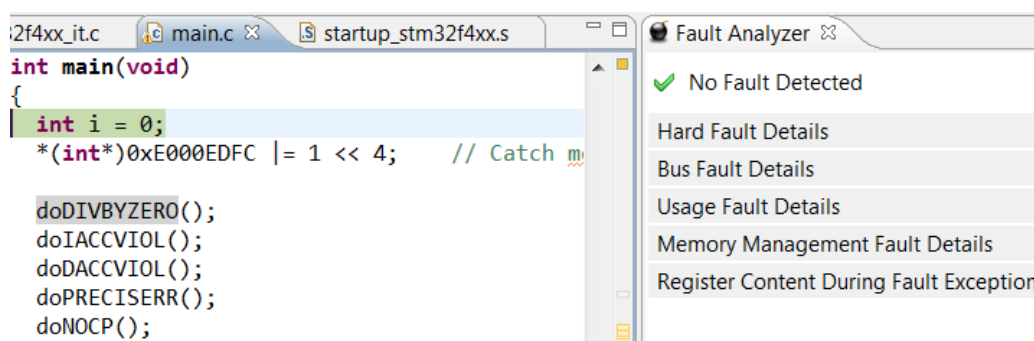 2f4xx_it.c main.c startup_stm32f4xx.s
int main(void)
{
int i = 0;
*(int*)0xE000EDFC |= 1 << 4; // Catch m
doDIVBYZERO();
doIACCVIOL();
doDACCVIOL();
doPRECISERR();
doNOCP();
Fault Analyzer
No Fault Detected
Hard Fault Details
Bus Fault Details
Usage Fault Details
Memory Management Fault Details
Register Content During Fault Exception